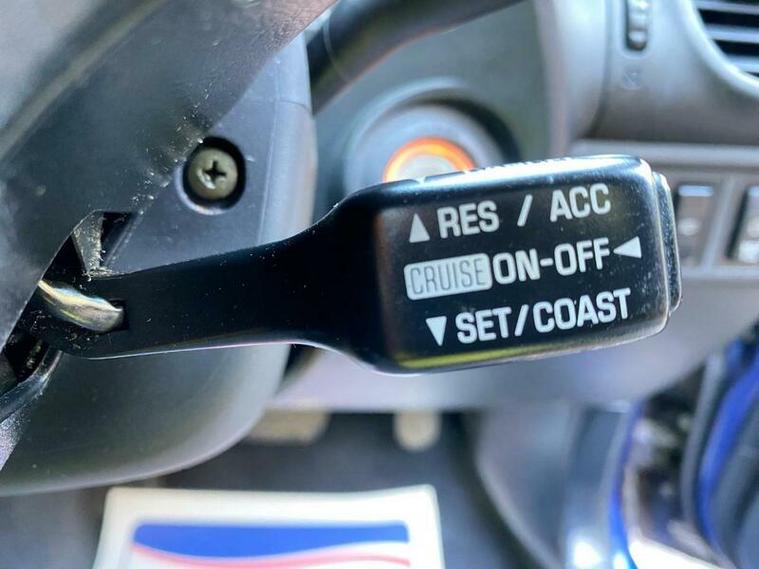 ▲ RES / ACC
CRUISE ON-OFF ◀
▼ SET/COAST